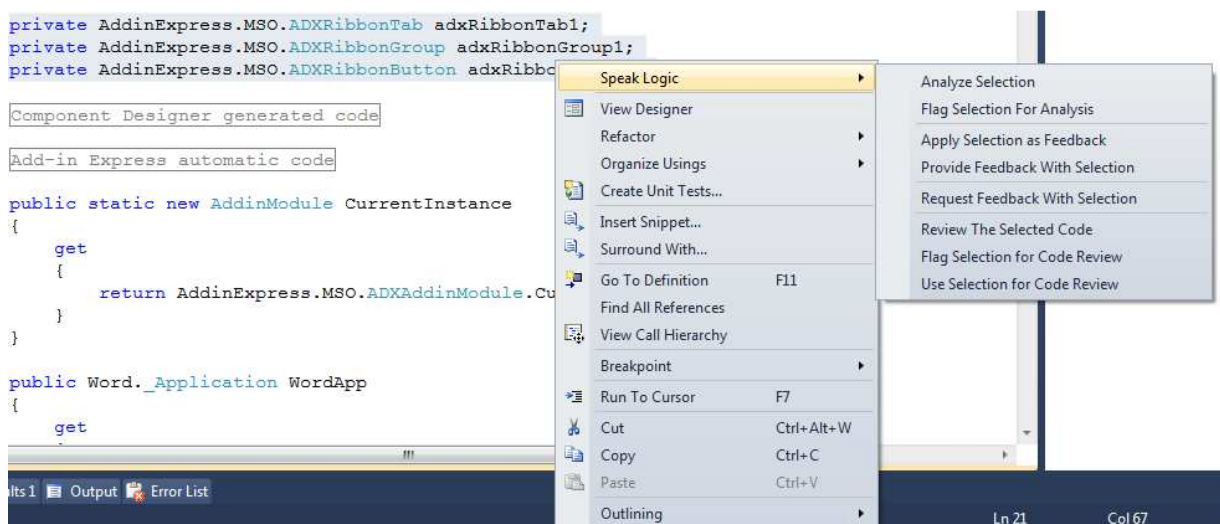 private AddinExpress.MSO.ADXRibbonTab adxRibbonTab1;
private AddinExpress.MSO.ADXRibbonGroup adxRibbonGroup1;
private AddinExpress.MSO.ADXRibbonButton adxRibbo
Component Designer generated code
Add-in Express automatic code
public static new AddinModule CurrentInstance
{
get
{
return AddinExpress.MSO.ADXAddinModule.Cu
}
}
public Word._Application WordApp
{
get
Speak Logic
View Designer
Refactor
Organize Usings
Create Unit Tests...
Insert Snippet...
Surround With...
Go To Definition F11
Find All References
View Call Hierarchy
Breakpoint
Run To Cursor F7
Cut Ctrl+Alt+W
Copy Ctrl+C
Paste Ctrl+V
Outlining
Analyze Selection
Flag Selection For Analysis
Apply Selection as Feedback
Provide Feedback With Selection
Request Feedback With Selection
Review The Selected Code
Flag Selection for Code Review
Use Selection for Code Review
lts 1 Output Error List
Ln 21 Col 67